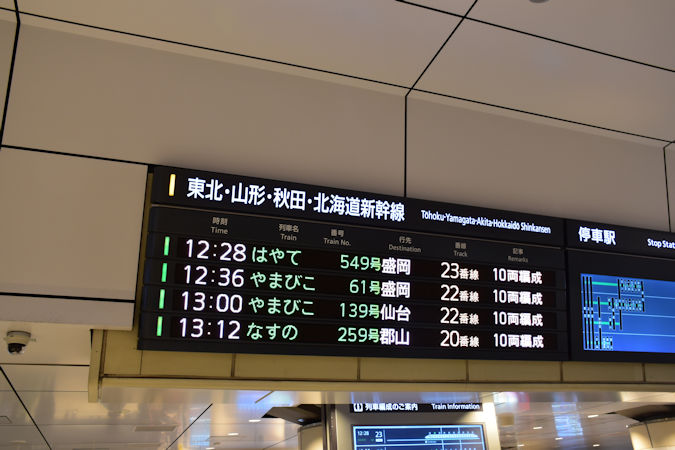 東北・山形・秋田・北海道新幹線 Tohoku·Yamagata·Akita·Hokkaido Shinkansen
時刻 列車名 番号 行先 番線 記事
Time Train Train No. Destination Track Remarks
12:28 はやて 549号 盛岡 23番線 10両編成
12:36 やまびこ 61号 盛岡 22番線 10両編成
13:00 やまびこ 139号 仙台 22番線 10両編成
13:12 なすの 259号 郡山 20番線 10両編成
停車駅 Stop Stat
列車編成のご案内 Train Information
12:28 23